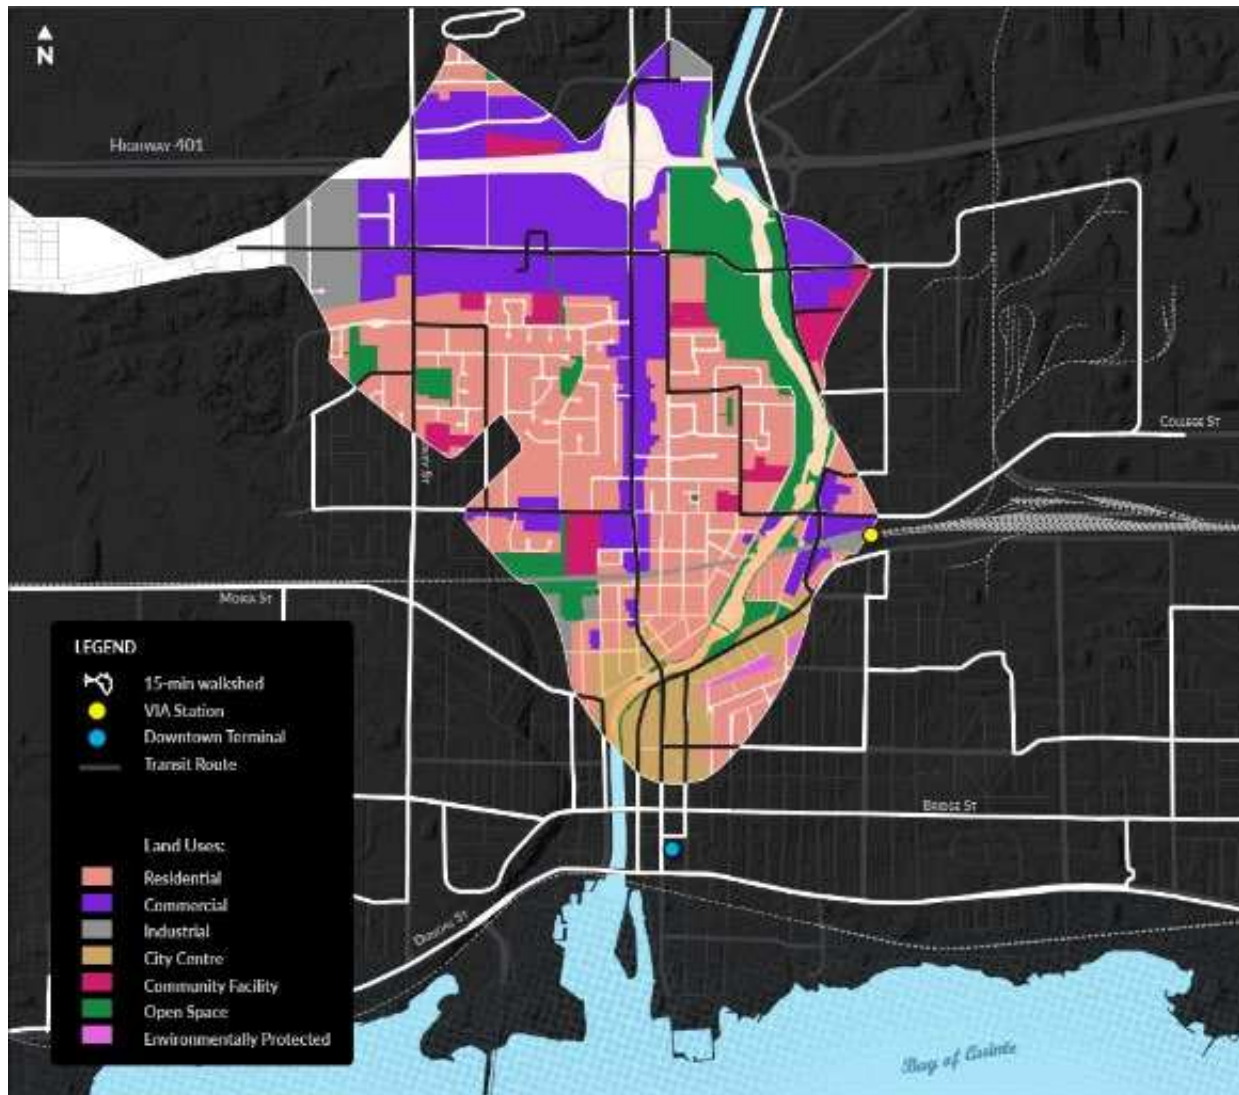 N
HIGHWAY 401
COLLEGE ST
MOIRA ST
LEGEND
15-min walkshed
VIA Station
Downtown Terminal
Transit Route
Land Uses:
Residential
Commercial
Industrial
City Centre
Community Facility
Open Space
Environmentally Protected
BRIDGE ST
DUNDAS ST
Bay of Quinte